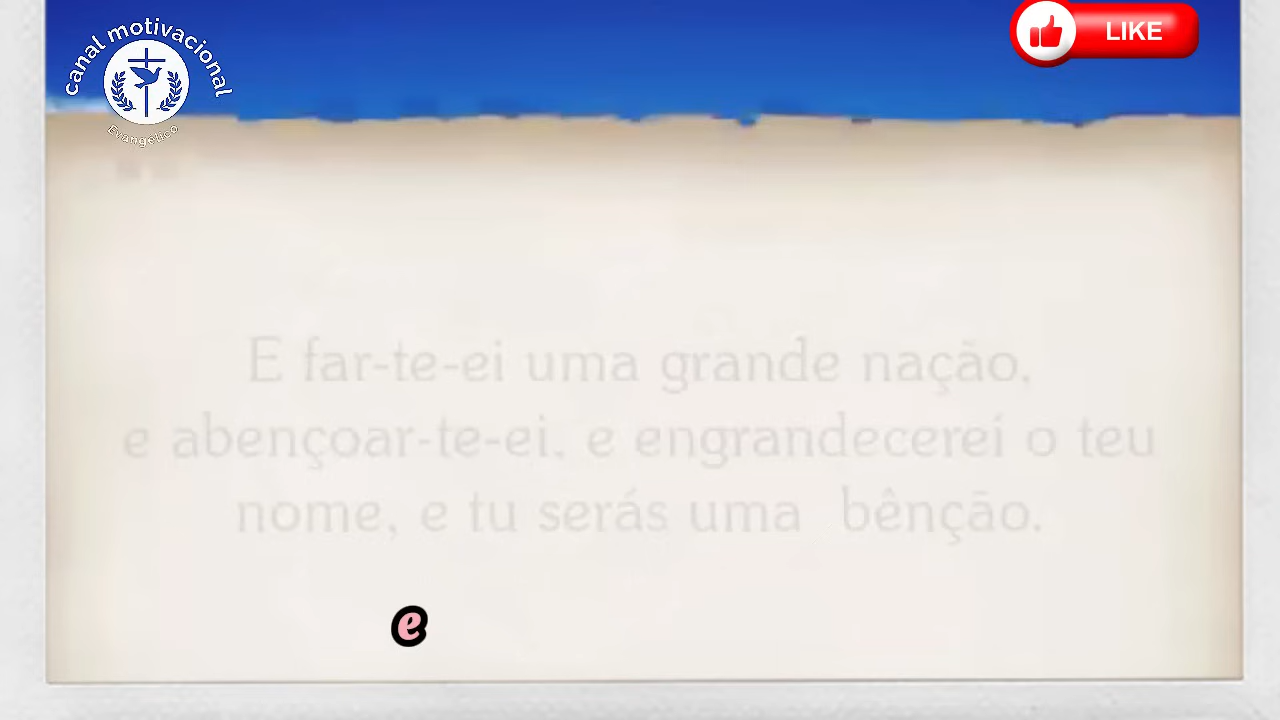 canal motivacional
Evangélico
LIKE
E far-te-ei uma grande nação,
e abençoar-te-ei, e engrandecerei o teu
nome, e tu serás uma bênção.
e